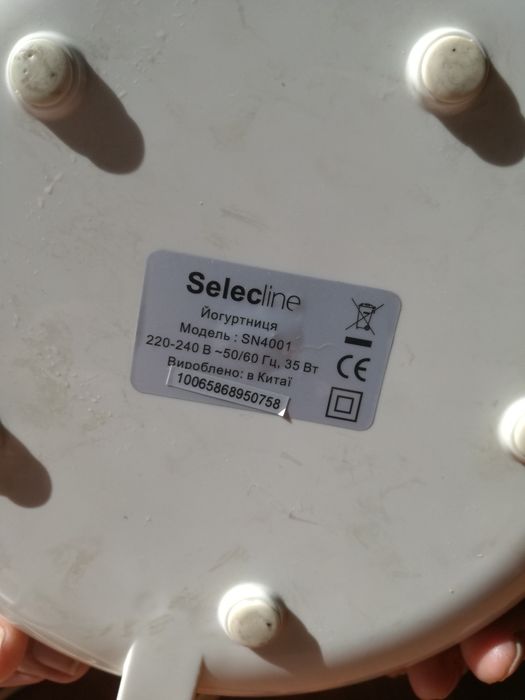 Selecline
Йогуртниця
Модель : SN4001
220-240 В ~50/60 Гц, 35 Вт
Вироблено: в Китаї
10065868950758
CE